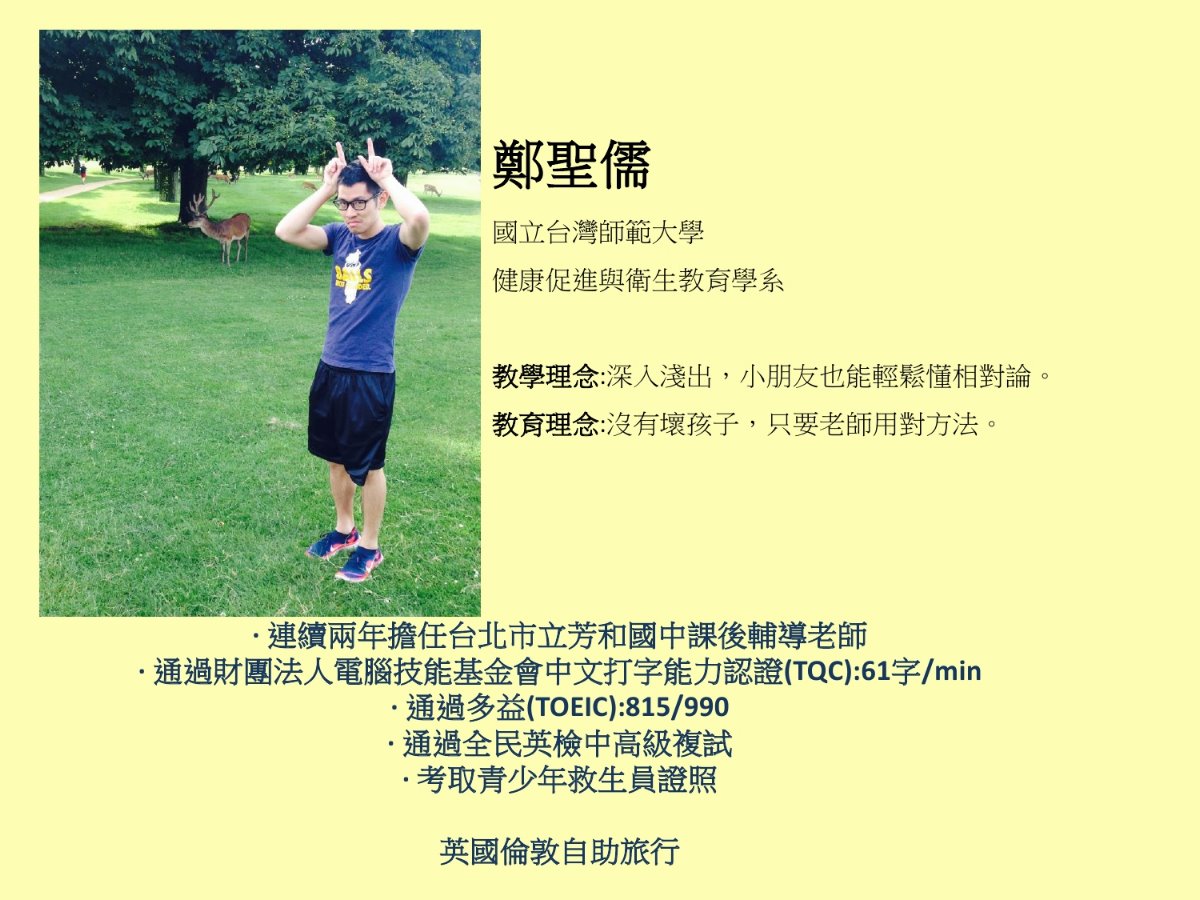 鄭聖儒
國立台灣師範大學
健康促進與衛生教育學系
教學理念:深入淺出，小朋友也能輕鬆懂相對論。
教育理念:沒有壞孩子，只要老師用對方法。
· 連續兩年擔任台北市立芳和國中課後輔導老師
· 通過財團法人電腦技能基金會中文打字能力認證(TQC):61字/min
· 通過多益(TOEIC):815/990
· 通過全民英檢中高級複試
· 考取青少年救生員證照
英國倫敦自助旅行